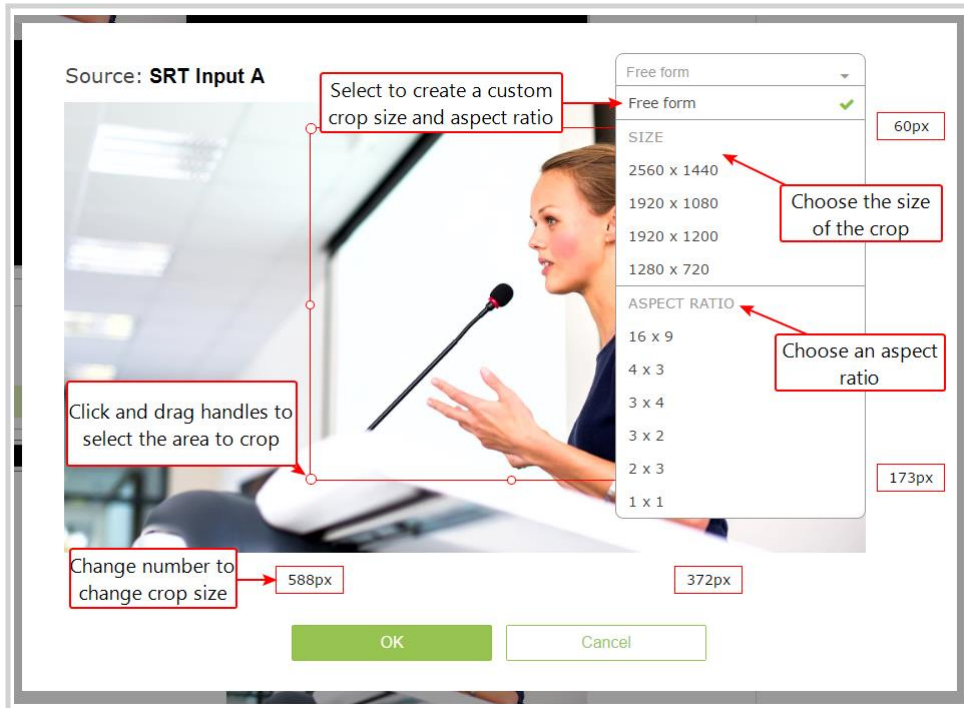 Source: SRT Input A
Free form
Select to create a custom
crop size and aspect ratio
Free form
60px
SIZE
2560 x 1440
1920 x 1080
1920 x 1200
1280 x 720
Choose the size
of the crop
ASPECT RATIO
16 x 9
4 x 3
3 x 4
3 x 2
2 x 3
1 x 1
Choose an aspect
ratio
Click and drag handles to
select the area to crop
173px
Change number to
change crop size
588px
372px
OK
Cancel